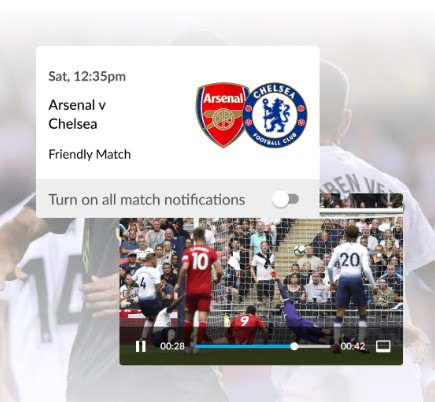 Sat, 12:35pm
Arsenal v
Chelsea
Friendly Match
Arsenal
CHELSEA
FOOTBALL CLUB
Turn on all match notifications
14
4
10
9
20
00:28
00:42